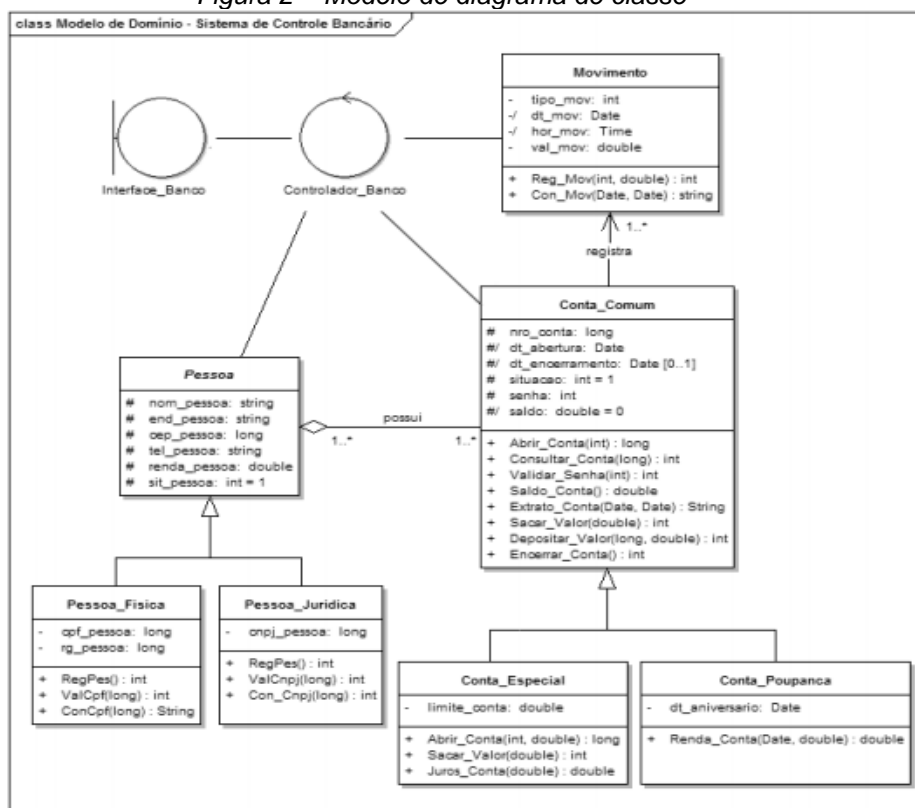 Figura 2 – Modelo do diagrama de classe
class Modelo de Domínio - Sistema de Controle Bancário
Movimento
- tipo_mov: int
-/ dt_mov: Date
-/ hor_mov: Time
- val_mov: double
+ Reg_Mov(int, double) : int
+ Con_Mov(Date, Date) : string
Interface_Banco
Controlador_Banco
1..*
registra
Conta_Comum
# nro_conta: long
#/ dt_abertura: Date
#/ dt_encerramento: Date [0..1]
# situacao: int = 1
# senha: int
#/ saldo: double = 0
+ Abrir_Conta(int) : long
+ Consultar_Conta(long) : int
+ Validar_Senha(int) : int
+ Saldo_Conta() : double
+ Extrato_Conta(Date, Date) : String
+ Sacar_Valor(double) : int
+ Depositar_Valor(long, double) : int
+ Encerrar_Conta() : int
Pessoa
# nom_pessoa: string
# end_pessoa: string
# cep_pessoa: long
# tel_pessoa: string
# renda_pessoa: double
# sit_pessoa: int = 1
possui
1..*
1..*
Pessoa_Fisica
- cpf_pessoa: long
- rg_pessoa: long
+ RegPes() : int
+ ValCpf(long) : int
+ ConCpf(long) : String
Pessoa_Juridica
- cnpj_pessoa: long
+ RegPes() : int
+ ValCnpj(long) : int
+ Con_Cnpj(long) : int
Conta_Especial
- limite_conta: double
+ Abrir_Conta(int, double) : long
+ Sacar_Valor(double) : int
+ Juros_Conta(double) : double
Conta_Poupanca
- dt_aniversario: Date
+ Renda_Conta(Date, double) : double